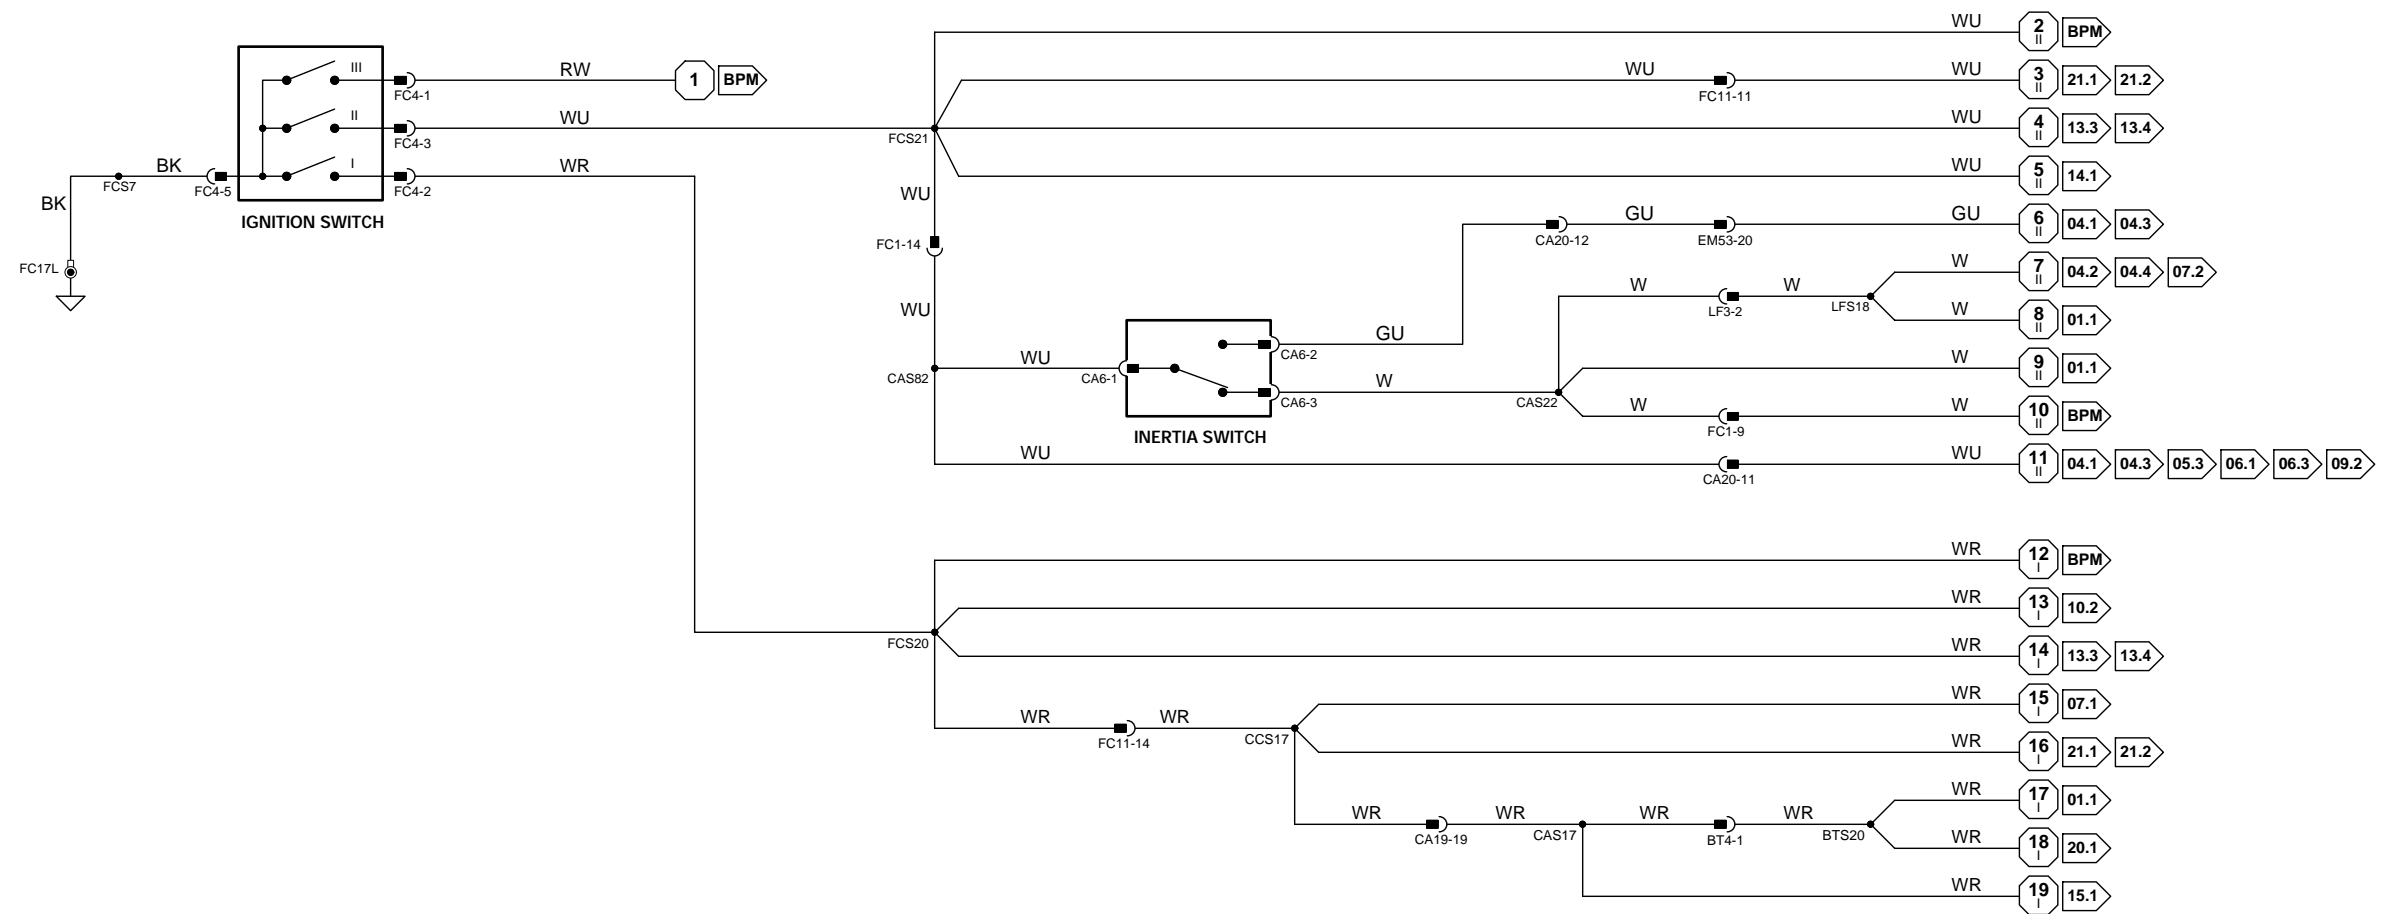 WU 2 II BPM
III RW 1 BPM WU WU 3 II 21.1 21.2
FC4-1 FC11-11
II WU WU 4 II 13.3 13.4
FC4-3 FCS21
BK I WR WU 5 II 14.1
FCS7 FC4-5 FC4-2
BK WU
IGNITION SWITCH GU GU 6 II 04.1 04.3
FC1-14 CA20-12 EM53-20
FC17L W 7 II 04.2 04.4 07.2
W W
WU LF3-2 LFS18
W 8 II 01.1
GU
CA6-2
WU W 9 II 01.1
CAS82 CA6-1 W
CA6-3 CAS22
W W 10 II BPM
INERTIA SWITCH FC1-9
WU WU 11 II 04.1 04.3 05.3 06.1 06.3 09.2
CA20-11
WR 12 I BPM
WR 13 I 10.2
FCS20
WR 14 I 13.3 13.4
WR 15 I 07.1
WR WR
FC11-14 CCS17
WR 16 I 21.1 21.2
WR 17 I 01.1
WR WR WR WR
CA19-19 CAS17 BT4-1 BTS20
WR 18 I 20.1
WR 19 I 15.1